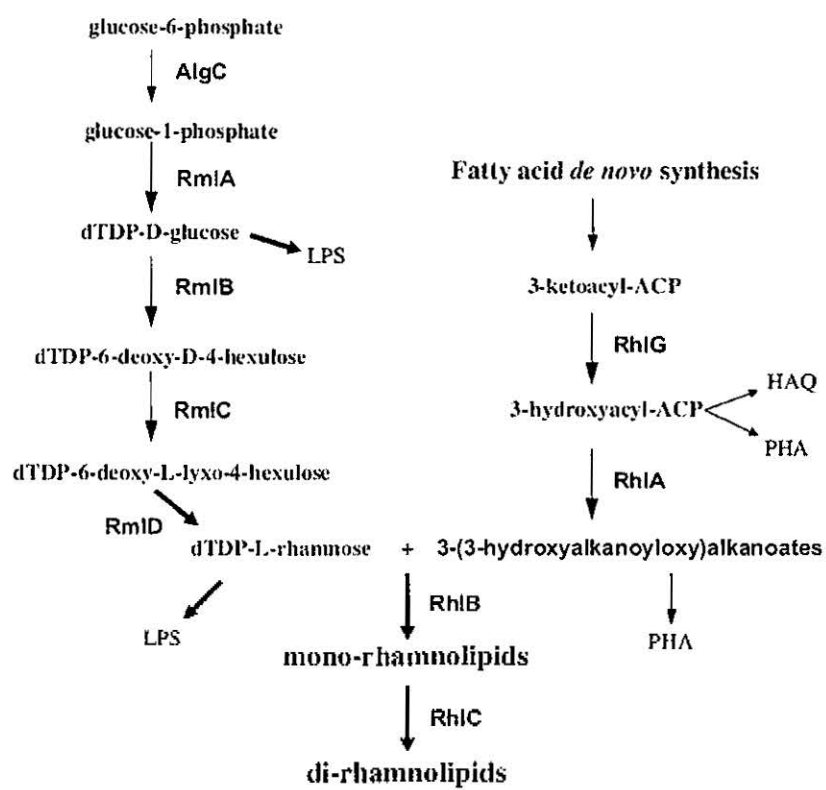 glucose-6-phosphate
AlgC
glucose-1-phosphate
RmlA
dTDP-D-glucose
LPS
RmlB
dTDP-6-deoxy-D-4-hexulose
RmlC
dTDP-6-deoxy-L-lyxo-4-hexulose
RmlD
Fatty acid de novo synthesis
3-ketoacyl-ACP
RhlG
3-hydroxyacyl-ACP
HAQ
PHA
RhlA
dTDP-L-rhamnose + 3-(3-hydroxyalkanoyloxy)alkanoates
LPS
RhlB
PHA
mono-rhamnolipids
RhlC
di-rhamnolipids